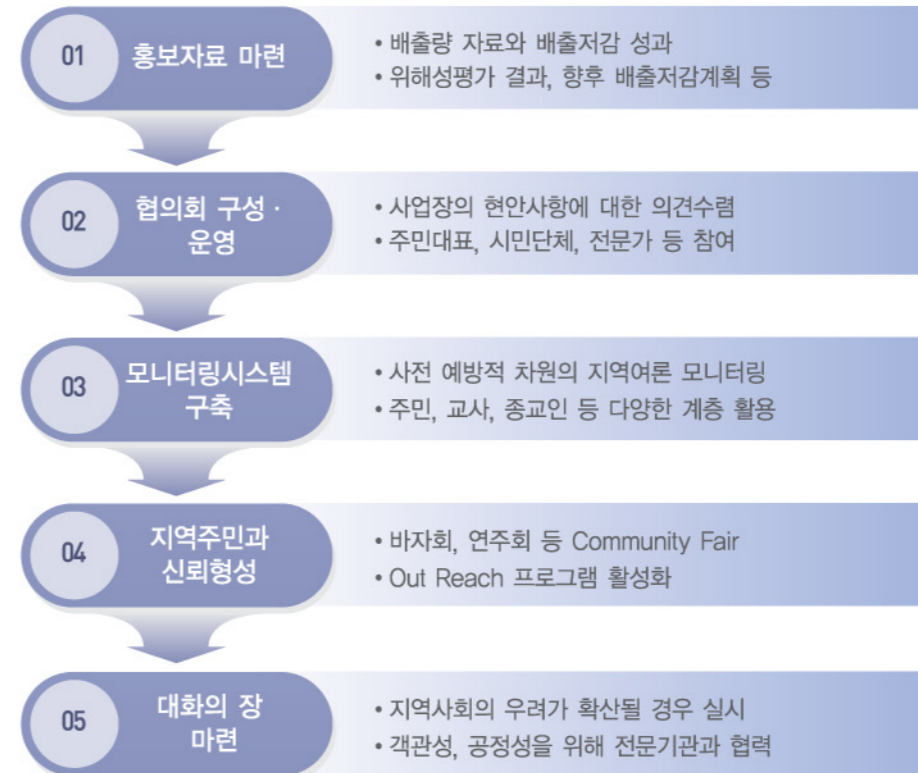 01
홍보자료 마련
• 배출량 자료와 배출저감 성과
• 위해성평가 결과, 향후 배출저감계획 등
02
협의회 구성 ·
운영
• 사업장의 현안사항에 대한 의견수렴
• 주민대표, 시민단체, 전문가 등 참여
03
모니터링시스템
구축
• 사전 예방적 차원의 지역여론 모니터링
• 주민, 교사, 종교인 등 다양한 계층 활용
04
지역주민과
신뢰형성
• 바자회, 연주회 등 Community Fair
• Out Reach 프로그램 활성화
05
대화의 장
마련
• 지역사회의 우려가 확산될 경우 실시
• 객관성, 공정성을 위해 전문기관과 협력